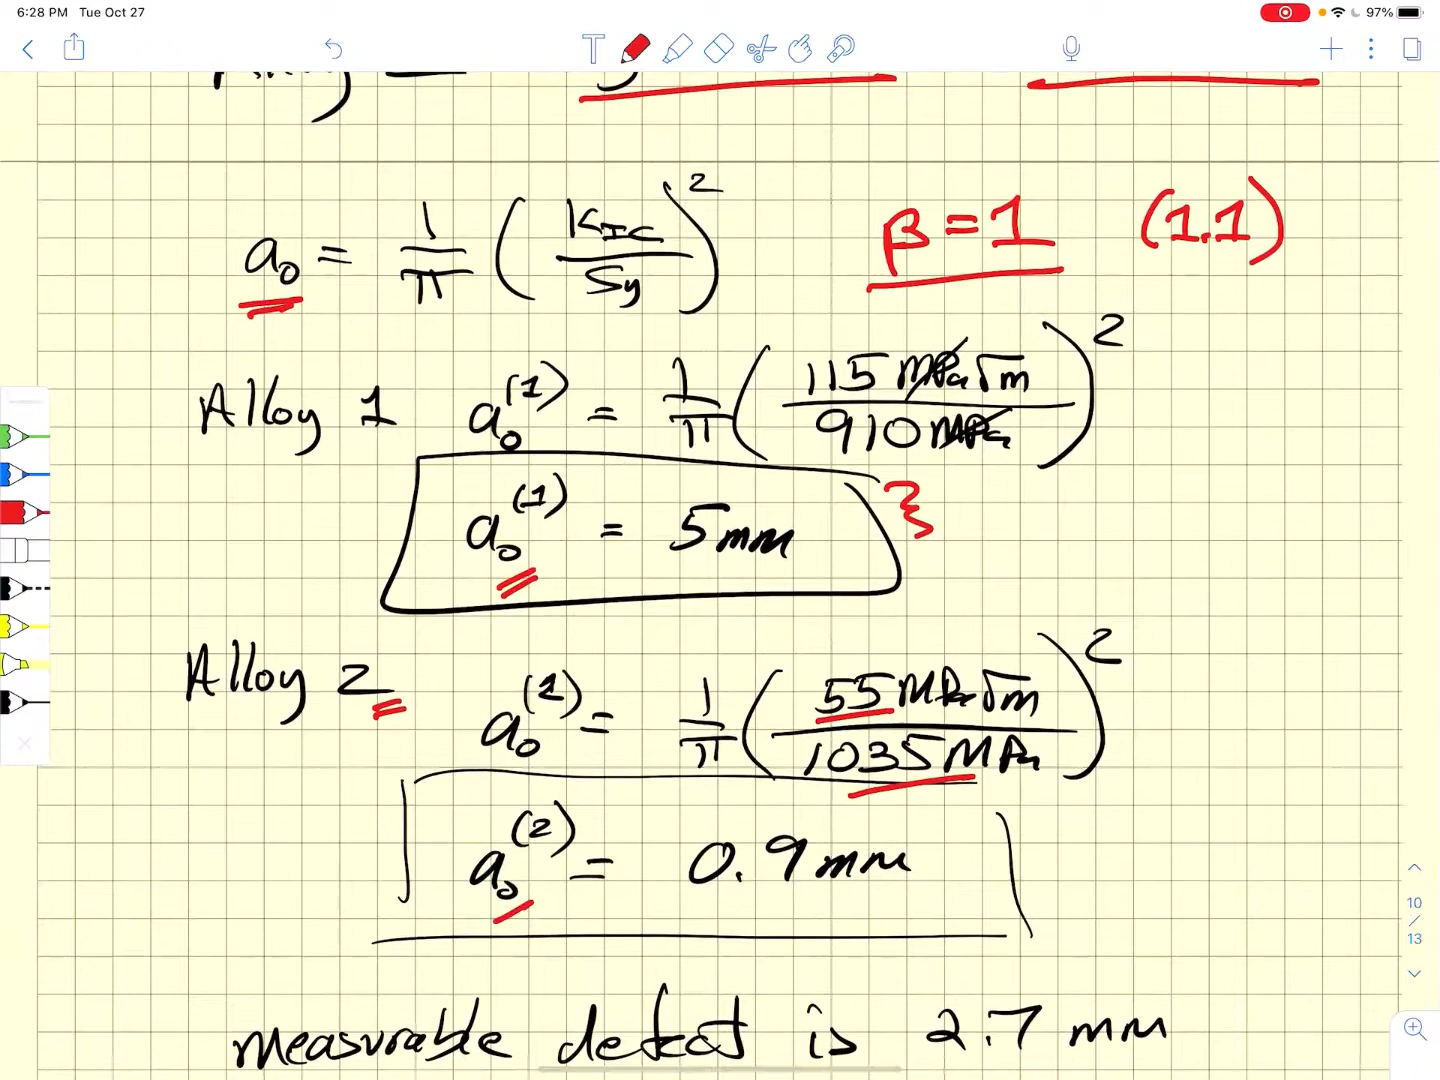 6:28 PM Tue Oct 27 97%
Alloy
a₀ = 1/π (K_IC/Sy)² β = 1 (1.1)
Alloy 1 a₀⁽¹⁾ = 1/π (115 MPa√m/910 MPa)²
a₀⁽¹⁾ = 5 mm
Alloy 2 a₀⁽²⁾ = 1/π (55 MPa√m/1035 MPa)²
a₀⁽²⁾ = 0.9 mm
measurable defect is 2.7 mm
10
/
13